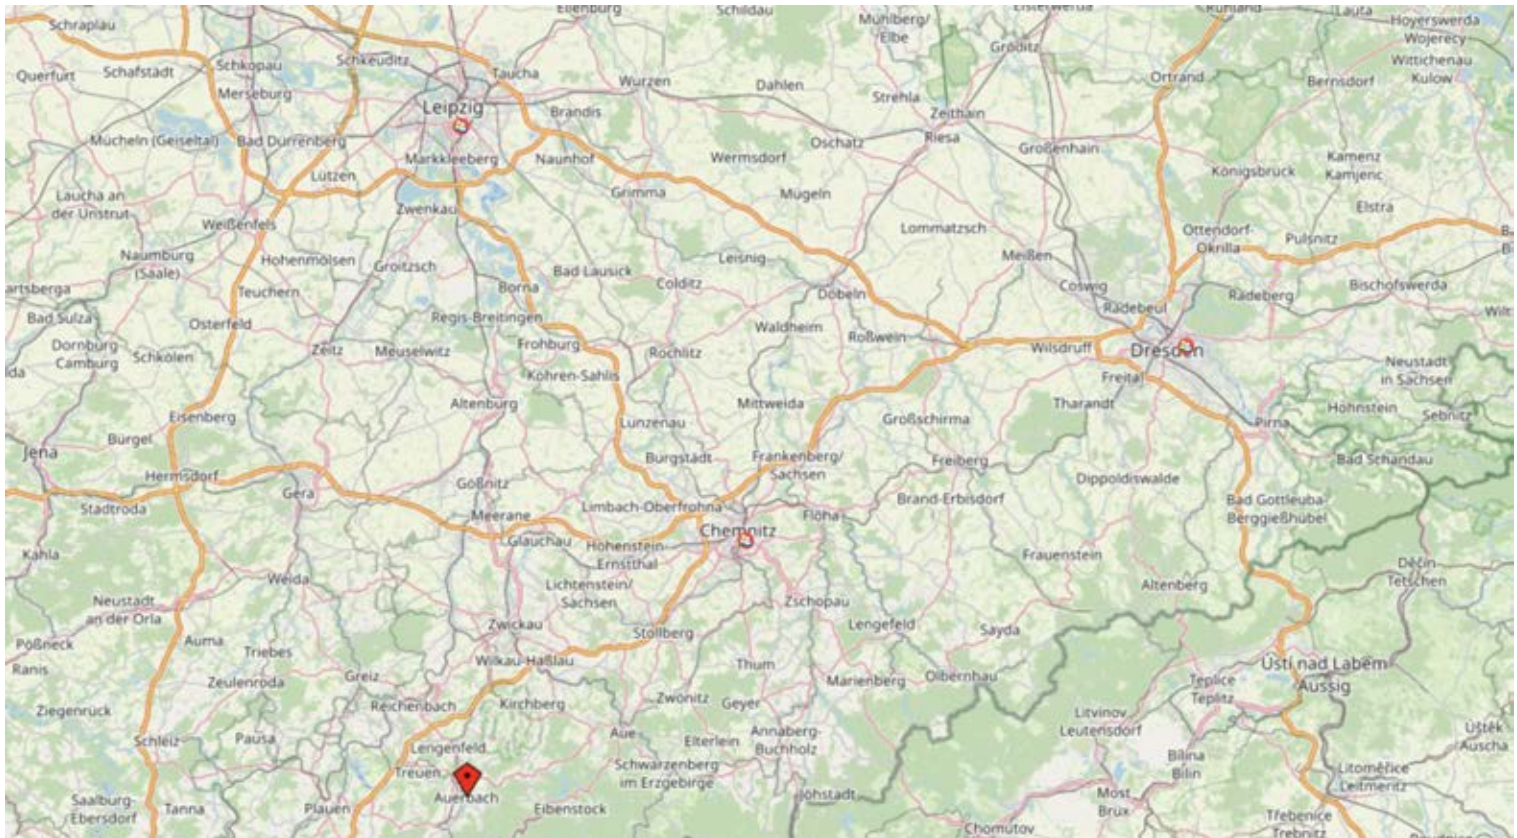 Eilenburg
Schildau
Mühlberg/
Elbe
Elsterwerda
Ruhland
Lauta
Hoyerswerda
Wojerecy
Schraplau
Schkopau
Schkeuditz
Taucha
Gröditz
Wittichenau
Kulow
Querfurt
Schafstädt
Merseburg
Wurzen
Dahlen
Strehla
Ortrand
Bernsdorf
Leipzig
Brandis
Zeithain
Mücheln (Geiseltal)
Bad Dürrenberg
Markkleeberg
Naunhof
Wermsdorf
Oschatz
Riesa
Großenhain
Kamenz
Kamjenc
Lützen
Grimma
Mügeln
Königsbrück
Laucha an
der Unstrut
Zwenkau
Elstra
Weißenfels
Lommatzsch
Ottendorf-
Okrilla
Pulsnitz
Naumburg
(Saale)
Hohenmölsen
Groitzsch
Bad Lausick
Leisnig
Meißen
artsberga
Teuchern
Borna
Colditz
Döbeln
Coswig
Radeberg
Bischofswerda
Bad Sulza
Osterfeld
Regis-Breitingen
Waldheim
Roßwein
Radebeul
Wilt
Dornburg
Camburg
Schkölen
Zeitz
Meuselwitz
Frohburg
Rochlitz
Wilsdruff
Dresden
Neustadt
in Sachsen
da
Kohren-Sahlis
Freital
Eisenberg
Altenburg
Mittweida
Großschirma
Tharandt
Hohnstein
Sebnitz
Bürgel
Lunzenau
Pirna
Jena
Hermsdorf
Burgstädt
Frankenberg/
Sachsen
Freiberg
Bad Schandau
Gera
Gößnitz
Dippoldiswalde
Stadtroda
Meerane
Limbach-Oberfrohna
Flöha
Brand-Erbisdorf
Bad Gottleuba-
Berggießhübel
Kahla
Glauchau
Hohenstein-
Ernstthal
Chemnitz
Frauenstein
Weida
Lichtenstein/
Sachsen
Altenberg
Děčín
Tetschen
Neustadt
an der Orla
Zschopau
Pößneck
Auma
Zwickau
Stollberg
Lengefeld
Sayda
Ranis
Triebes
Wilkau-Haßlau
Thum
Ústí nad Labem
Aussig
Zeulenroda
Greiz
Marienberg
Olbernhau
Teplice
Teplitz
Ziegenrück
Reichenbach
Kirchberg
Zwönitz
Geyer
Litvínov
Leutensdorf
Schleiz
Pausa
Lengenfeld
Aue
Elterlein
Annaberg-
Buchholz
Úštěk
Auscha
Treuen
Schwarzenberg
im Erzgebirge
Bílina
Bilin
Litoměřice
Leitmeritz
Saalburg-
Ebersdorf
Tanna
Plauen
Auerbach
Eibenstock
Jöhstadt
Most
Brüx
Chomutov
Třebenice
Trebnitz